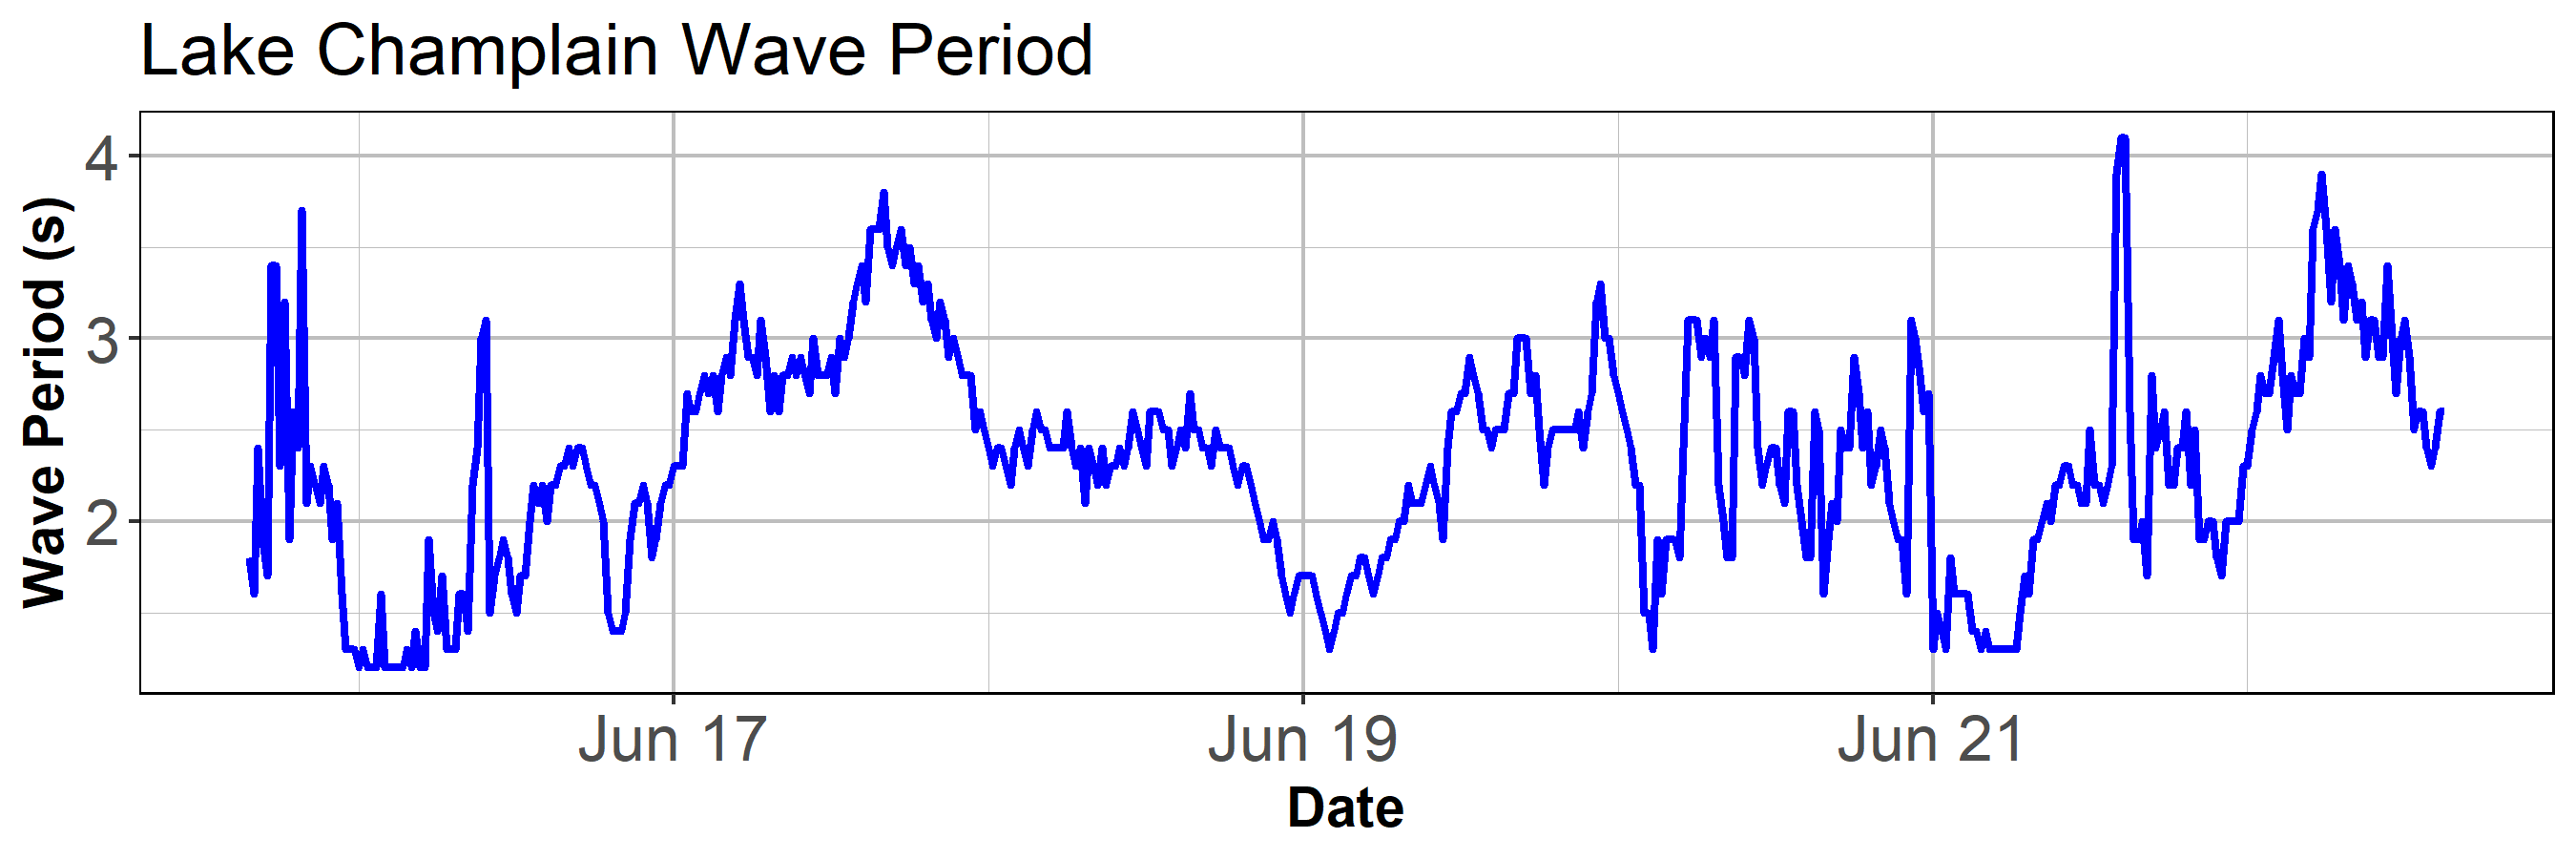 Lake Champlain Wave Period
Wave Period (s)
4
3
2
Jun 17
Jun 19
Jun 21
Date